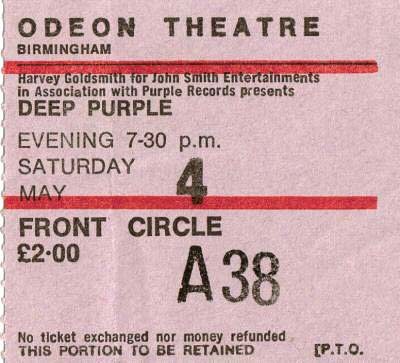 ODEON THEATRE
BIRMINGHAM
Harvey Goldsmith for John Smith Entertainments
in Association with Purple Records presents
DEEP PURPLE
EVENING 7-30 p.m.
SATURDAY
MAY 4
FRONT CIRCLE
£2·00
A38
No ticket exchanged nor money refunded
THIS PORTION TO BE RETAINED [P.T.O.